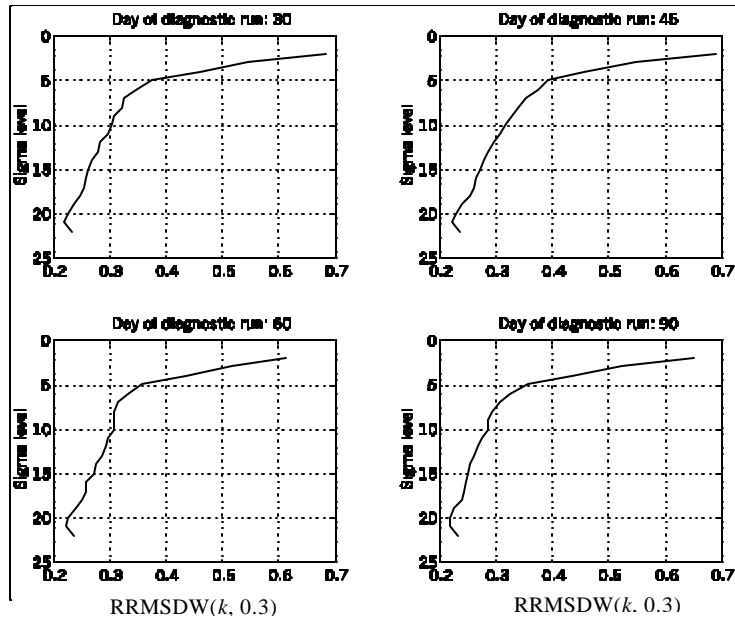 Day of diagnostic run: 30
0
5
10
15
20
25
Sigma level
0.2 0.3 0.4 0.5 0.6 0.7
Day of diagnostic run: 45
0
5
10
15
20
25
Sigma level
0.2 0.3 0.4 0.5 0.6 0.7
Day of diagnostic run: 60
0
5
10
15
20
25
Sigma level
0.2 0.3 0.4 0.5 0.6 0.7
RRMSDW(k, 0.3)
Day of diagnostic run: 90
0
5
10
15
20
25
Sigma level
0.2 0.3 0.4 0.5 0.6 0.7
RRMSDW(k, 0.3)